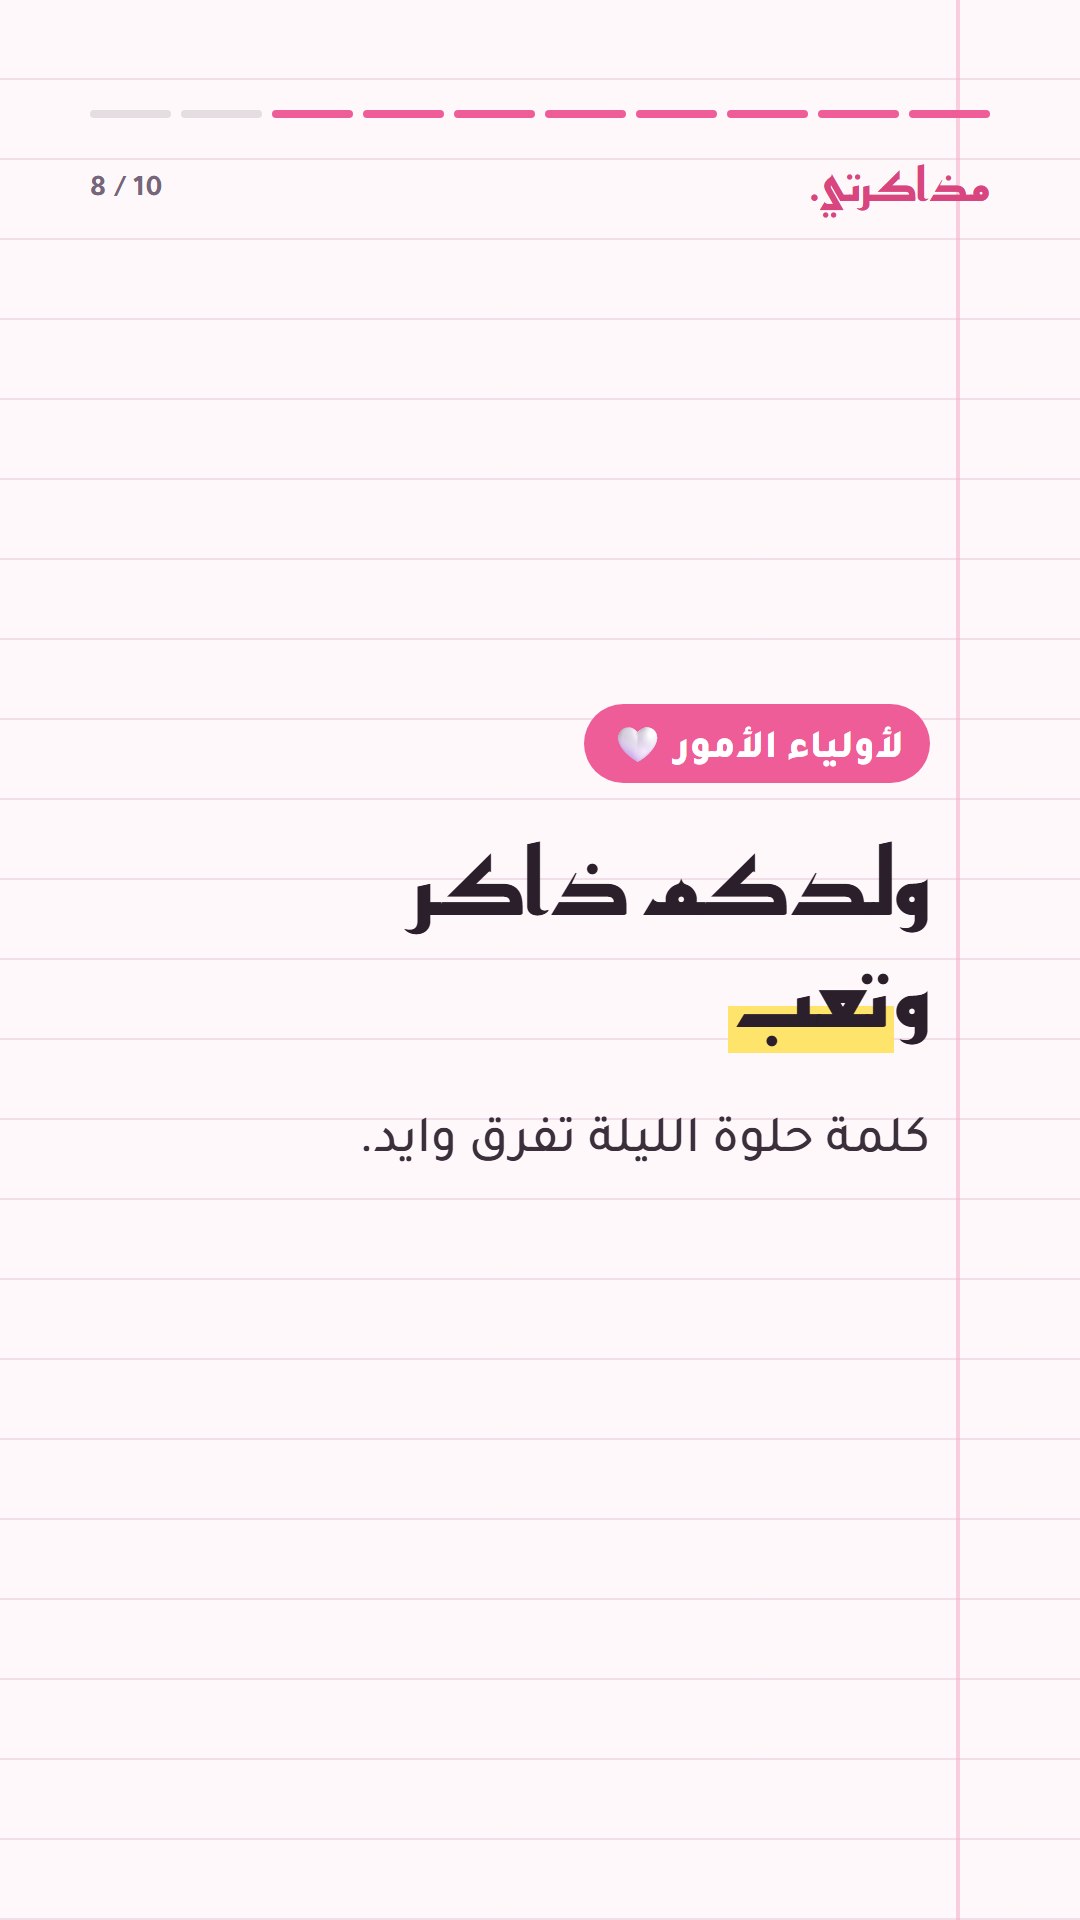 مذاكرتي.
8 / 10
لأولياء الأمور 🤍
ولدكم ذاكر
وتعب
كلمة حلوة الليلة تفرق وايد.